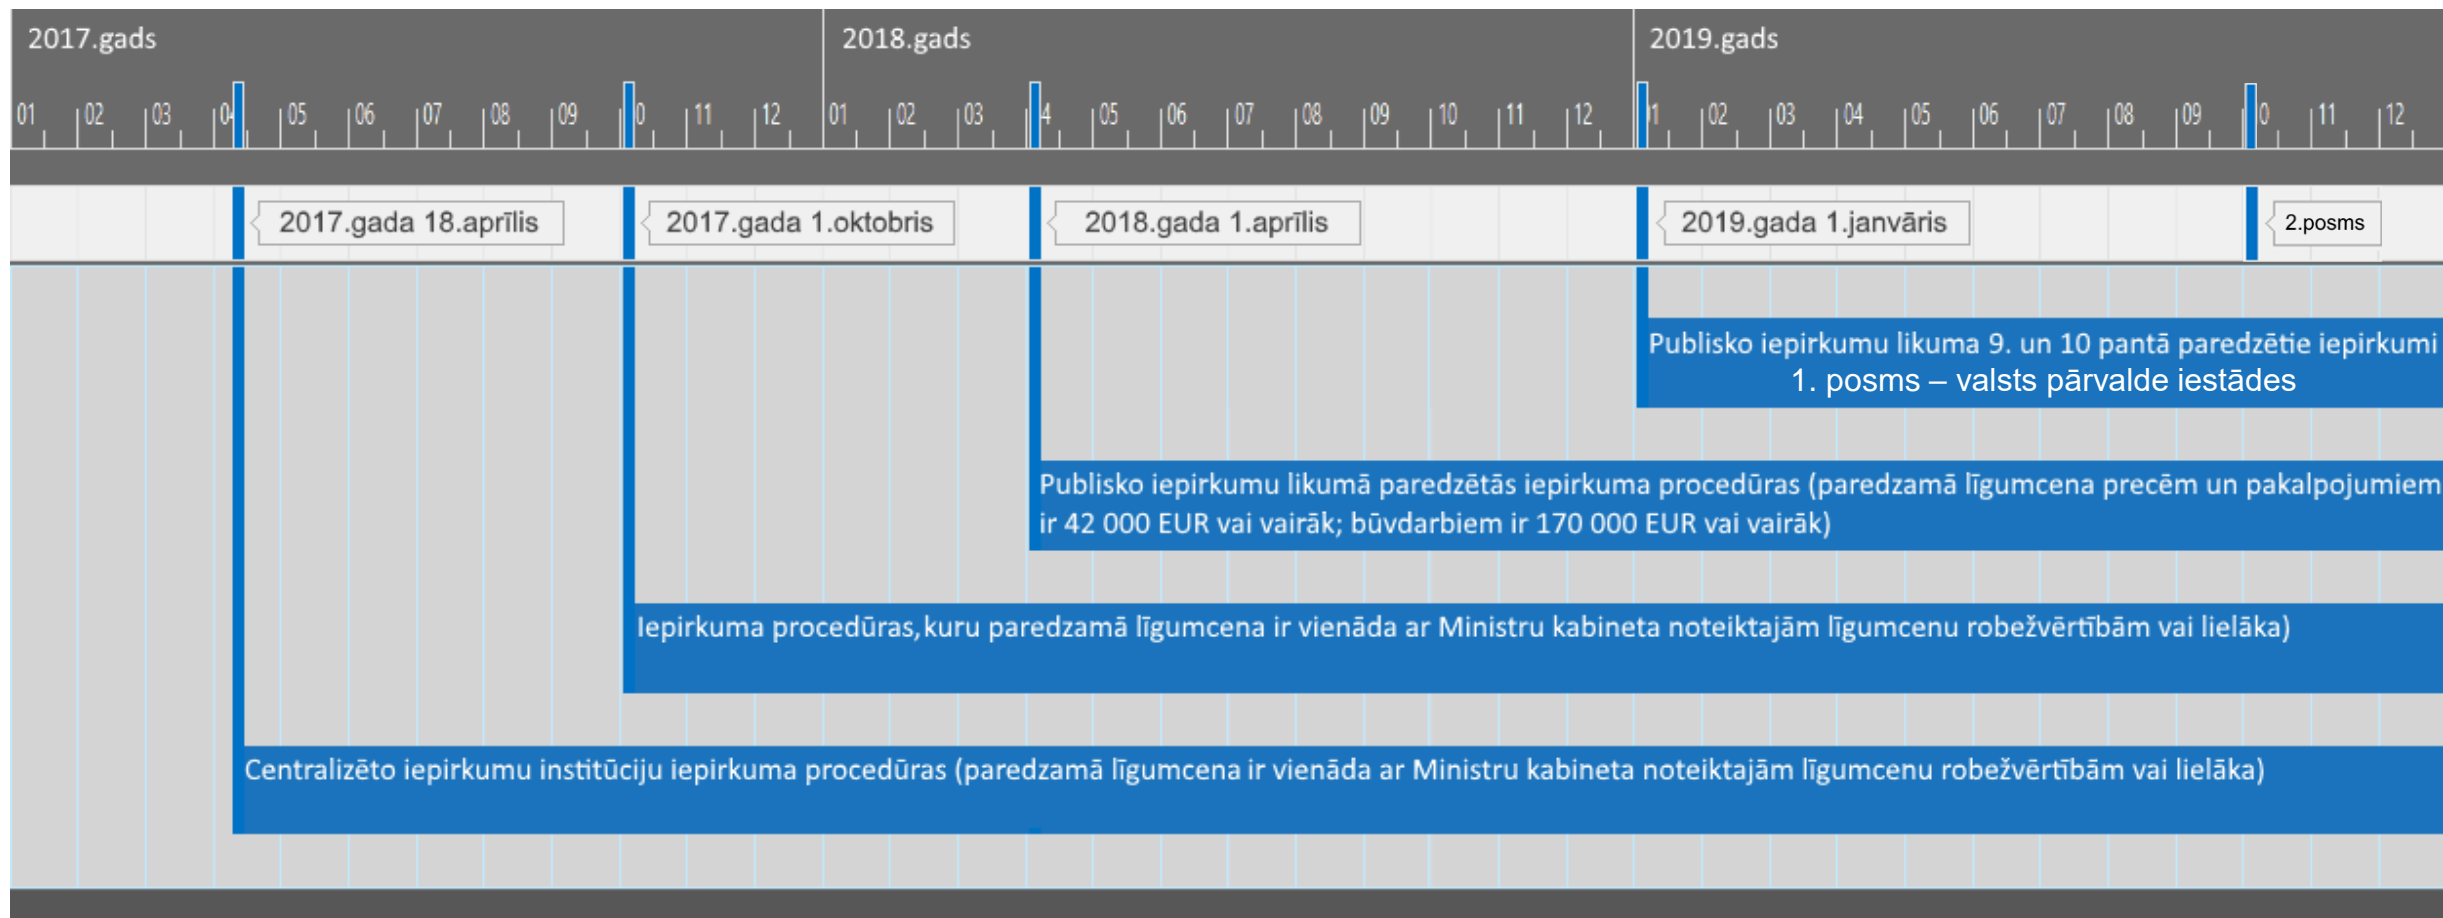 2017.gads 2018.gads 2019.gads
01 02 03 04 05 06 07 08 09 0 11 12 01 02 03 4 05 06 07 08 09 10 11 12 01 02 03 04 05 06 07 08 09 0 11 12
2017.gada 18.aprīlis 2017.gada 1.oktobris 2018.gada 1.aprīlis 2019.gada 1.janvāris 2.posms
Publisko iepirkumu likuma 9. un 10 pantā paredzētie iepirkumi
1. posms – valsts pārvalde iestādes
Publisko iepirkumu likumā paredzētās iepirkuma procedūras (paredzamā līgumcena precēm un pakalpojumiem
ir 42 000 EUR vai vairāk; būvdarbiem ir 170 000 EUR vai vairāk)
Iepirkuma procedūras, kuru paredzamā līgumcena ir vienāda ar Ministru kabineta noteiktajām līgumcenu robežvērtībām vai lielāka)
Centralizēto iepirkumu institūciju iepirkuma procedūras (paredzamā līgumcena ir vienāda ar Ministru kabineta noteiktajām līgumcenu robežvērtībām vai lielāka)